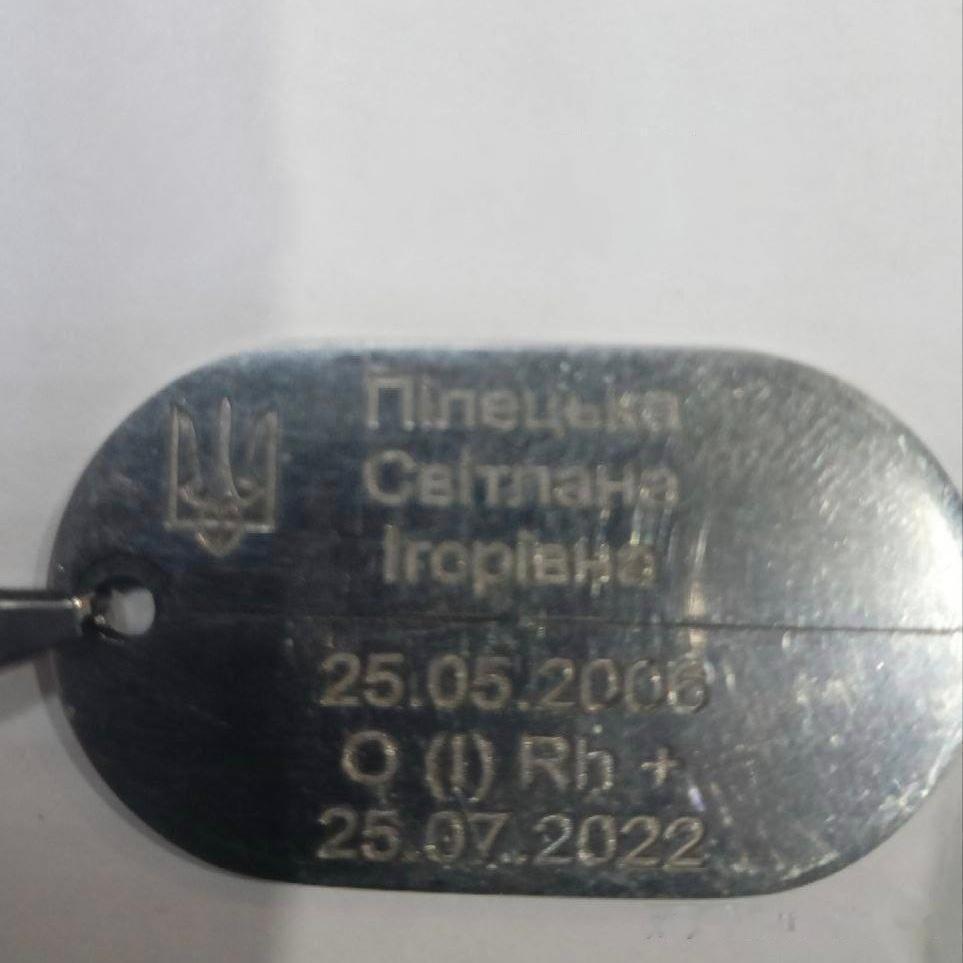 Пілецька
Світлана
Ігорівна
25.05.2006
O (I) Rh +
25.07.2022